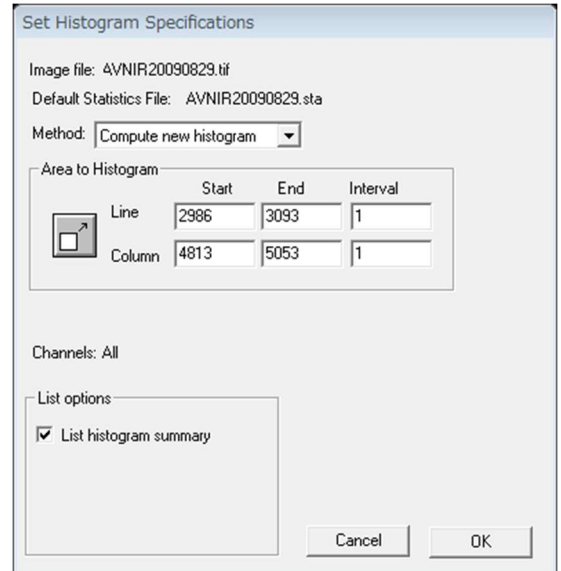 Set Histogram Specifications
Image file: AVNIR20090829.tif
Default Statistics File: AVNIR20090829.sta
Method: Compute new histogram
Area to Histogram
Start End Interval
Line 2986 3093 1
Column 4813 5053 1
Channels: All
List options
List histogram summary
Cancel OK